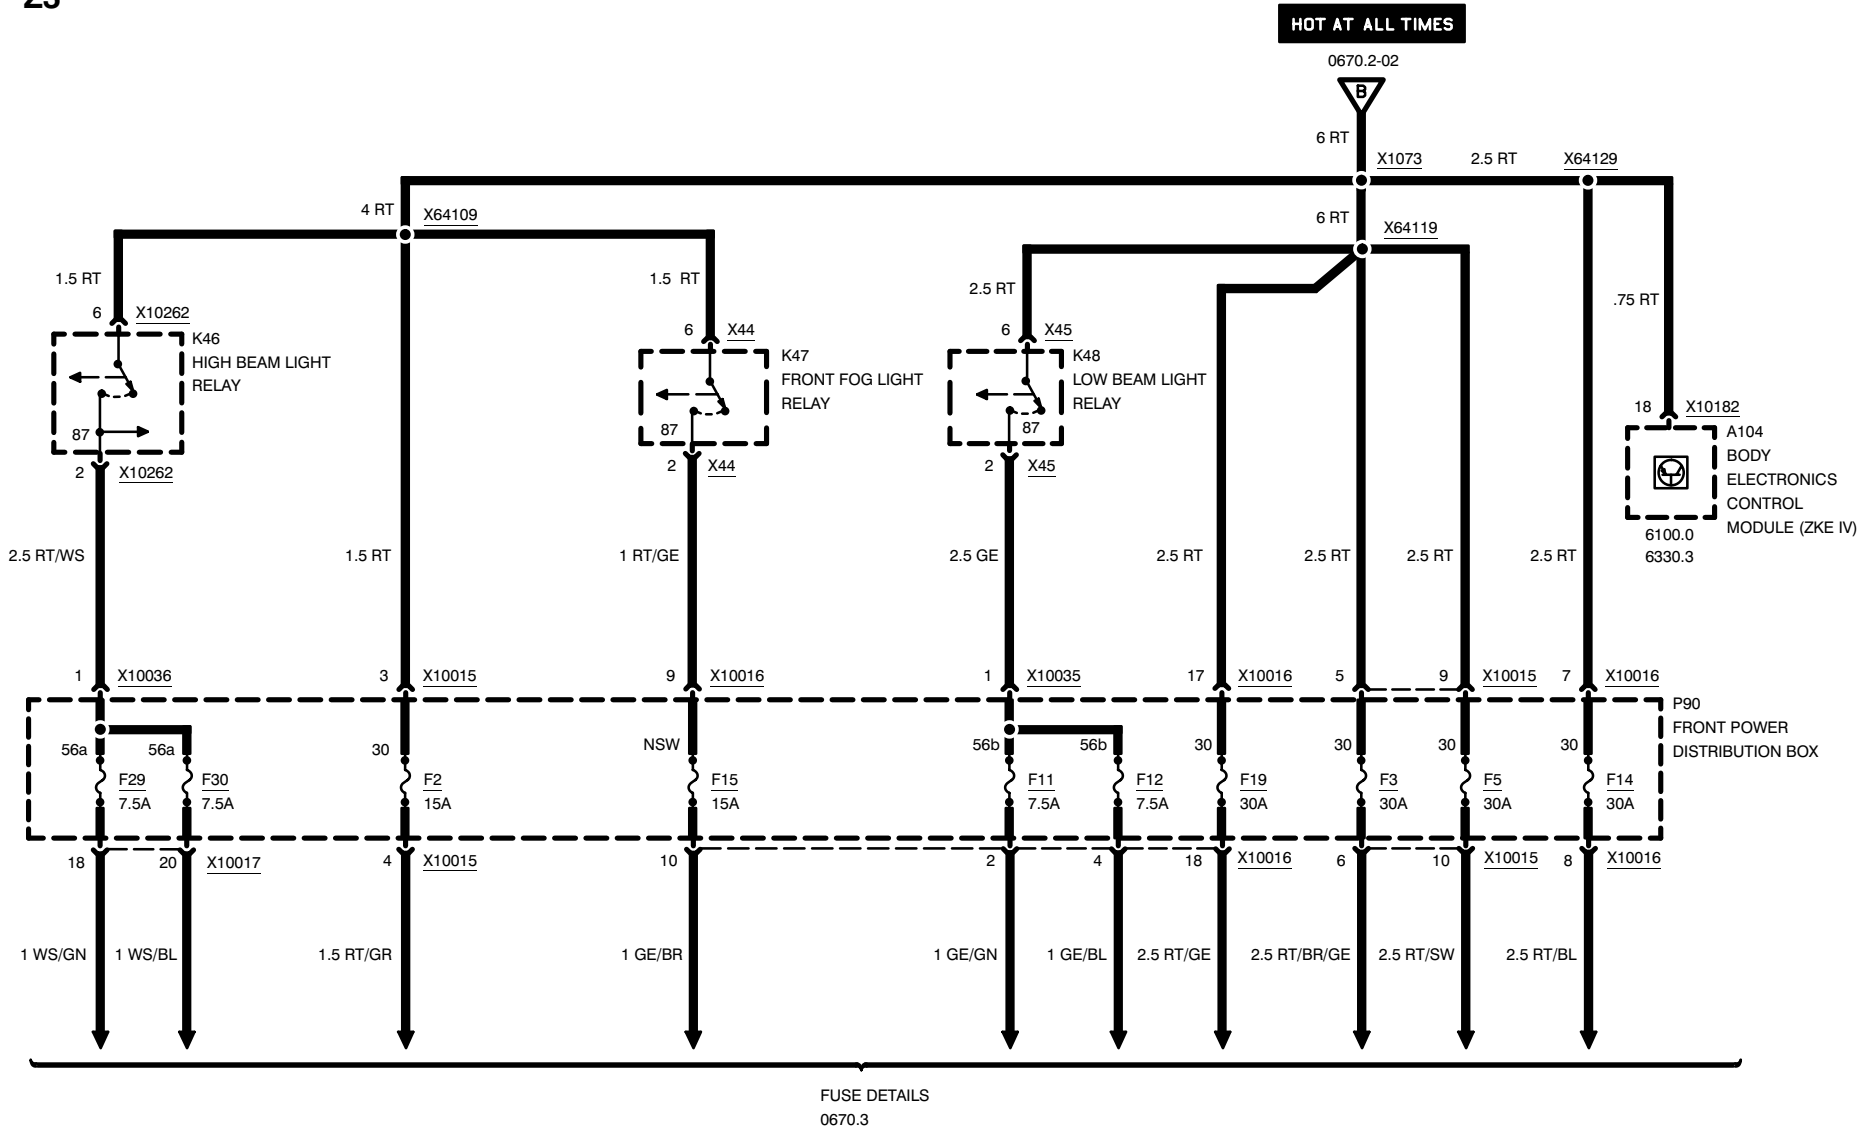 Z3
HOT AT ALL TIMES
0670.2-02
B
6 RT
X1073
2.5 RT
X64129
4 RT
X64109
6 RT
X64119
1.5 RT
1.5 RT
2.5 RT
.75 RT
6
X10262
6
X44
6
X45
K46
HIGH BEAM LIGHT
RELAY
K47
FRONT FOG LIGHT
RELAY
K48
LOW BEAM LIGHT
RELAY
18
X10182
87
87
87
A104
BODY
ELECTRONICS
CONTROL
MODULE (ZKE IV)
2
X10262
2
X44
2
X45
6100.0
6330.3
2.5 RT/WS
1.5 RT
1 RT/GE
2.5 GE
2.5 RT
2.5 RT
2.5 RT
2.5 RT
1
X10036
3
X10015
9
X10016
1
X10035
17
X10016
5
9
X10015
7
X10016
P90
FRONT POWER
DISTRIBUTION BOX
56a
56a
30
NSW
56b
56b
30
30
30
30
F29
7.5A
F30
7.5A
F2
15A
F15
15A
F11
7.5A
F12
7.5A
F19
30A
F3
30A
F5
30A
F14
30A
18
20
X10017
4
X10015
10
2
4
18
X10016
6
10
X10015
8
X10016
1 WS/GN
1 WS/BL
1.5 RT/GR
1 GE/BR
1 GE/GN
1 GE/BL
2.5 RT/GE
2.5 RT/BR/GE
2.5 RT/SW
2.5 RT/BL
FUSE DETAILS
0670.3